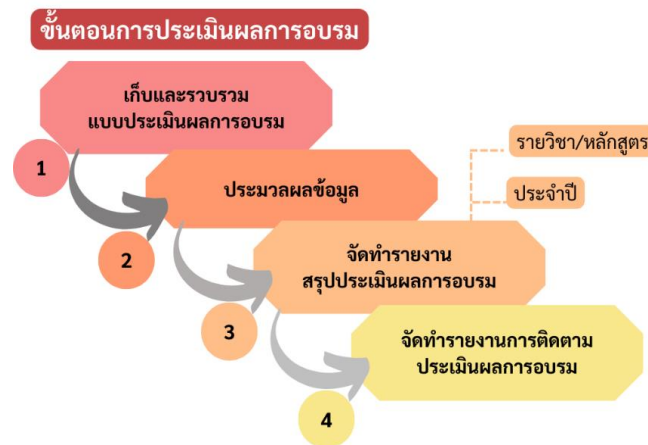 ขั้นตอนการประเมินผลการอบรม
เก็บและรวบรวม
แบบประเมินผลการอบรม
1
ประมวลผลข้อมูล
2
รายวิชา/หลักสูตร
ประจำปี
จัดทำรายงาน
สรุปประเมินผลการอบรม
3
จัดทำรายงานการติดตาม
ประเมินผลการอบรม
4